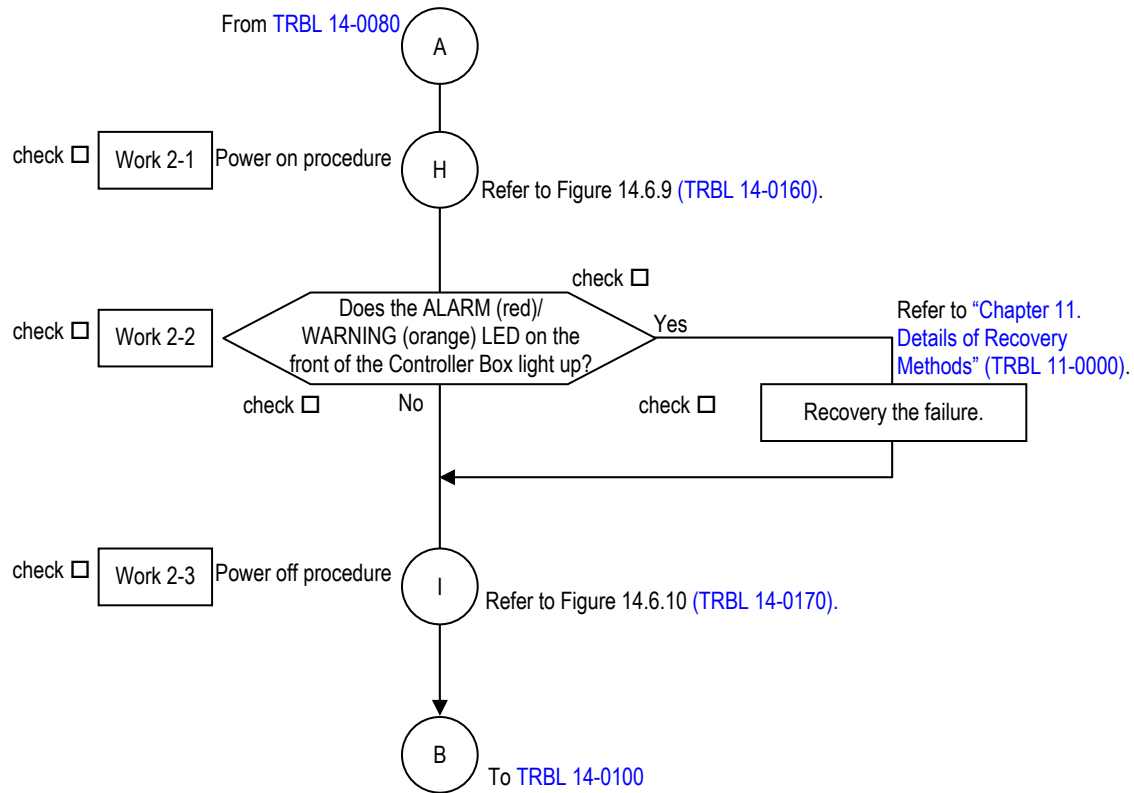 From TRBL 14-0080
A
check □
Work 2-1
Power on procedure
H
Refer to Figure 14.6.9 (TRBL 14-0160).
check □
check □
Work 2-2
Does the ALARM (red)/
WARNING (orange) LED on the
front of the Controller Box light up?
Yes
Refer to “Chapter 11.
Details of Recovery
Methods” (TRBL 11-0000).
check □
No
check □
Recovery the failure.
check □
Work 2-3
Power off procedure
I
Refer to Figure 14.6.10 (TRBL 14-0170).
B
To TRBL 14-0100